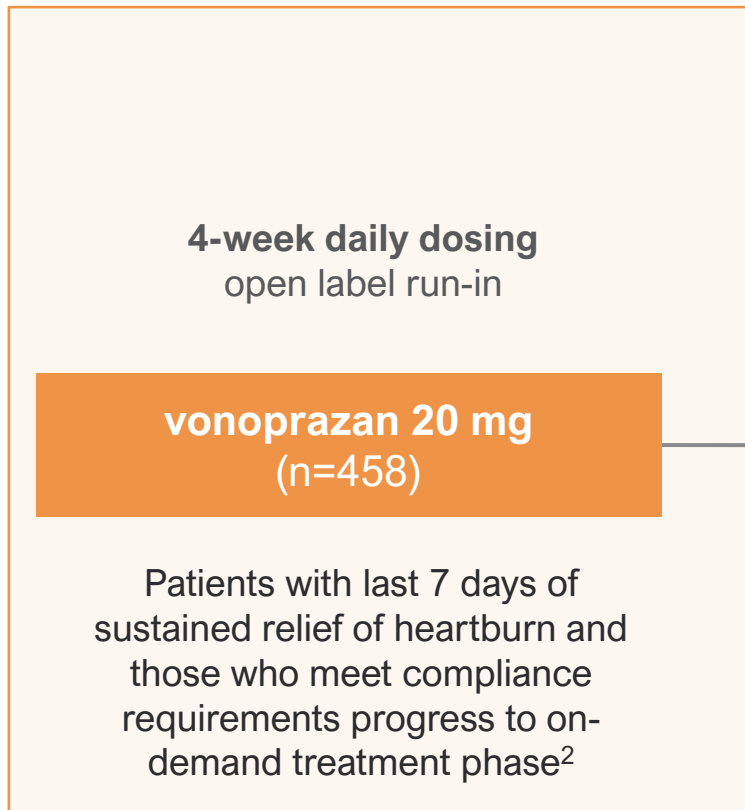 4-week daily dosing
open label run-in
vonoprazan 20 mg
(n=458)
Patients with last 7 days of
sustained relief of heartburn and
those who meet compliance
requirements progress to on-
demand treatment phase2